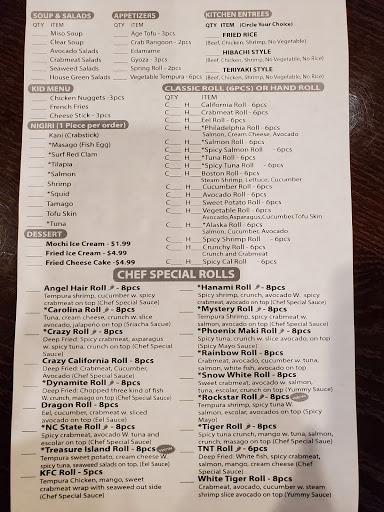 SOUP & SALADS
QTY ITEM
Miso Soup
Clear Soup
Avocado Salads
Crabmeat Salads
Seaweed Salads
House Green Salads
APPETIZERS
QTY ITEM
Age Tofu - 3pcs
Crab Rangoon - 2pcs
Edamame
Gyoza - 3pcs
Spring Roll - 2pcs
Vegetable Tempura - 6pcs
KITCHEN ENTREES
QTY ITEM (Circle Your Choice)
FRIED RICE
(Beef, Chicken, Shrimp, No Vegetable)
HIBACHI STYLE
(Beef, Chicken, Shrimp, No Vegetable, No Rice)
TERIYAKI STYLE
(Beef, Chicken, Shrimp, No Vegetable, No Rice)
KID MENU
Chicken Nuggets -3pcs
French Fries
Cheese Stick - 3pcs
NIGIRI (1 Piece per order)
Kani (Crabstick)
*Masago (Fish Egg)
*Surf Red Clam
*Tilapia
*Salmon
Shrimp
*Squid
Tamago
Tofu Skin
*Tuna
DESSERT
Mochi Ice Cream - $1.99
Fried Ice Cream - $4.99
Fried Cheese Cake -$4.99
CLASSIC ROLL (6PCS) OR HAND ROLL
QTY ITEM
C H California Roll - 6pcs
C H Crabmeat Roll - 6pcs
C H Eel Roll - 6pcs
C H *Philadelphia Roll - 6pcs
Salmon, Cream Cheese, Avocado
C H *Salmon Roll - 6pcs
C H *Spicy Salmon Roll - 6pcs
C H *Tuna Roll - 6pcs
C H *Spicy Tuna Roll - 6pcs
C H Boston Roll - 6pcs
Steam Shrimp, Lettuce, Cucumber
C H Cucumber Roll - 6pcs
C H Avocado Roll - 6pcs
C H Sweet Potato Roll - 6pcs
C H Vegetable Roll - 6pcs
Avocado,Asparagus,Cucumber,Tofu Skin
C H *Alaska Roll - 6pcs
Salmon, Cucumber, Avocado
C H Spicy Shrimp Roll - 6pcs
C H Crunchy Roll - 6pcs
Crunch and Crabmeat
C H Spicy Cal Roll - 6pcs
CHEF SPECIAL ROLLS
Angel Hair Roll - 8pcs
Tempura shrimp, cucumber w. spicy
crabmeat on top (Chef Special Sauce)
*Carolina Roll - 8pcs
Tuna, cream cheese, crunch w. slice
avocado, jalapeño on top (Sriracha Sauce)
*Crazy Roll - 8pcs
Deep Fried: Spicy crabmeat, asparagus
w. spicy tuna, crunch on top (Chef Special
Sauce)
Crazy California Roll - 8pcs
Deep Fried: Crabmeat, Cucumber,
Avocado (Chef Special Sauce)
*Dynamite Roll - 8pcs
Deep Fried: Chopped three kind of fish
W. crunch, masago on top (Chef Special Sauce)
Dragon Roll - 8pcs
Eel, cucumber, crabmeat w. sliced
avocado on top (Eel Sauce)
*NC State Roll - 8pcs
Spicy crabmeat, avocado W. tuna and
escolar on top (Chef Special Sauce)
*Treasure Island Roll - 8pcs
Tempura sweet potato, cream cheese W.
spicy tuna, seaweed salad on top, (Eel Sauce)
KFC Roll - 5pcs
Tempura Chicken, mango, sweet
crabmeat wrap with seaweed out side
(Chef Special Sauce)
*Hanami Roll - 8pcs
Spicy shrimp, crunch, avocado W. spicy
crabmeat, avocado on top (Chef Special Sauce)
*Mystery Roll - 8pcs
Tempura Shrimp, spicy crabmeat w.
salmon, avocado on top (Chef Special Sauce)
*Phoenix Maki Roll - 8pcs
Spicy tuna, crunch w. slice avocado, on top
(Spicy Mayo Sauce)
*Rainbow Roll - 8pcs
Crabmeat, avocado, cucumber w. tuna,
salmon, white fish, avocado on top
*Snow White Roll - 8pcs
Sweet crabmeat, avocado w. salmon,
tuna, escolar, crunch on top (Yummy Sauce)
*Rockstar Roll - 8pcs
Tempura shrimp, spicy tuna W.
salmon, escolar, avocados on top (Spicy
Mayo)
*Tiger Roll - 8pcs
Spicy tuna crunch, mango w. tuna, salmon,
crunch, masago on top (Chef Special Sauce)
TNT Roll - 6pcs
Deep Fried: White fish, spicy crabmeat,
salmon, mango, cream cheese (Chef
Special Sauce)
White Tiger Roll - 8pcs
Crabmeat, avocado, cucumber w. steam
shrimp slice avocado on top (Yummy Sauce)